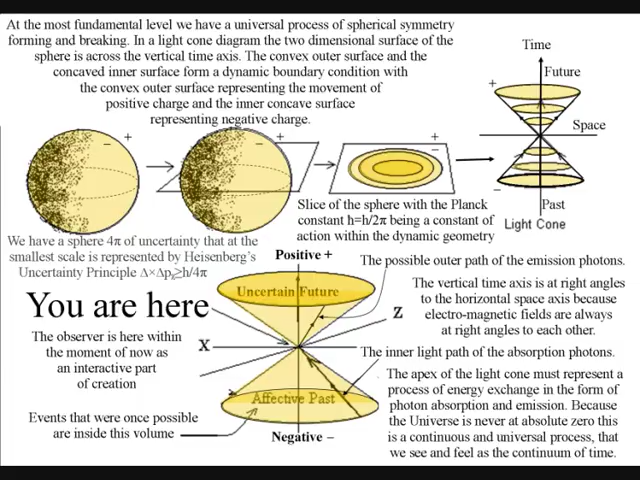 At the most fundamental level we have a universal process of spherical symmetry
forming and breaking. In a light cone diagram the two dimensional surface of the
sphere is across the vertical time axis. The convex outer surface and the
concaved inner surface form a dynamic boundary condition with
the convex outer surface representing the movement of
positive charge and the inner concave surface
representing negative charge.
Time
Future
+
Space
−
Past
Light Cone
− +
− +
+
−
Slice of the sphere with the Planck
constant h=h/2π being a constant of
action within the dynamic geometry
We have a sphere 4π of uncertainty that at the
smallest scale is represented by Heisenberg's
Uncertainty Principle Δ×Δpₓ≥h/4π
Positive +
The possible outer path of the emission photons.
Uncertain Future
The vertical time axis is at right angles
to the horizontal space axis because
electro-magnetic fields are always
at right angles to each other.
You are here
Z
X
The observer is here within
the moment of now as
an interactive part
of creation
The inner light path of the absorption photons.
The apex of the light cone must represent a
process of energy exchange in the form of
photon absorption and emission. Because
the Universe is never at absolute zero this
is a continuous and universal process, that
we see and feel as the continuum of time.
Affective Past
Events that were once possible
are inside this volume
Negative −